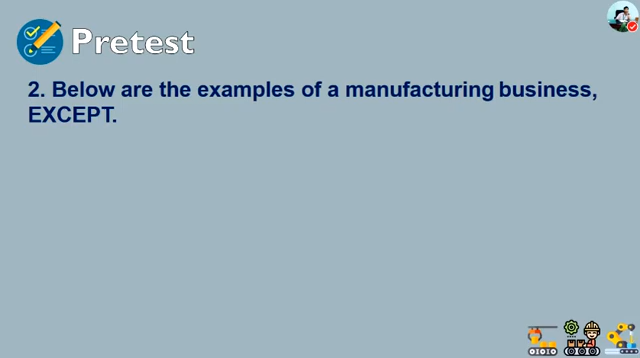 Pretest
2. Below are the examples of a manufacturing business,
EXCEPT.